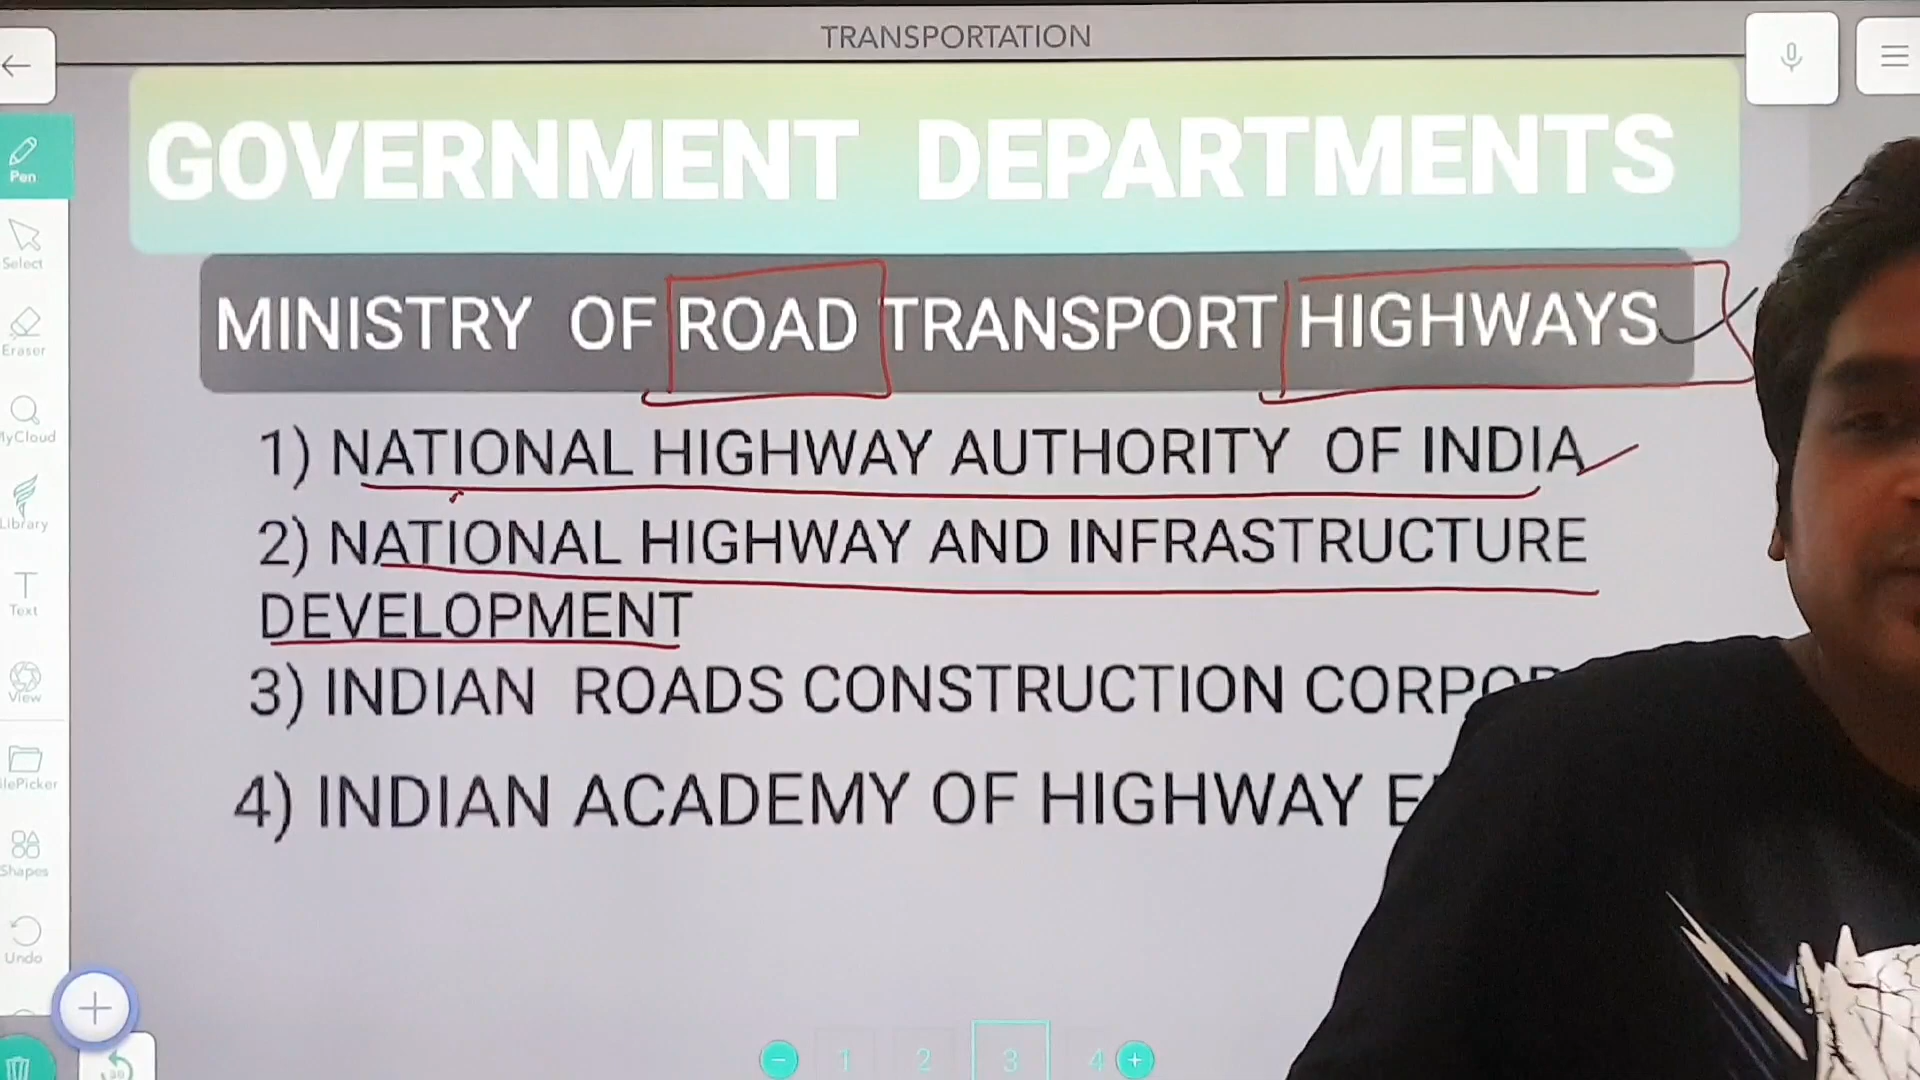 TRANSPORTATION
GOVERNMENT DEPARTMENTS
MINISTRY OF ROAD TRANSPORT HIGHWAYS
1) NATIONAL HIGHWAY AUTHORITY OF INDIA
2) NATIONAL HIGHWAY AND INFRASTRUCTURE
DEVELOPMENT
3) INDIAN ROADS CONSTRUCTION
4) INDIAN ACADEMY OF HIGHWAY
Pen
Select
Eraser
MyCloud
Library
Text
View
Shapes
Undo
1 2 3 4